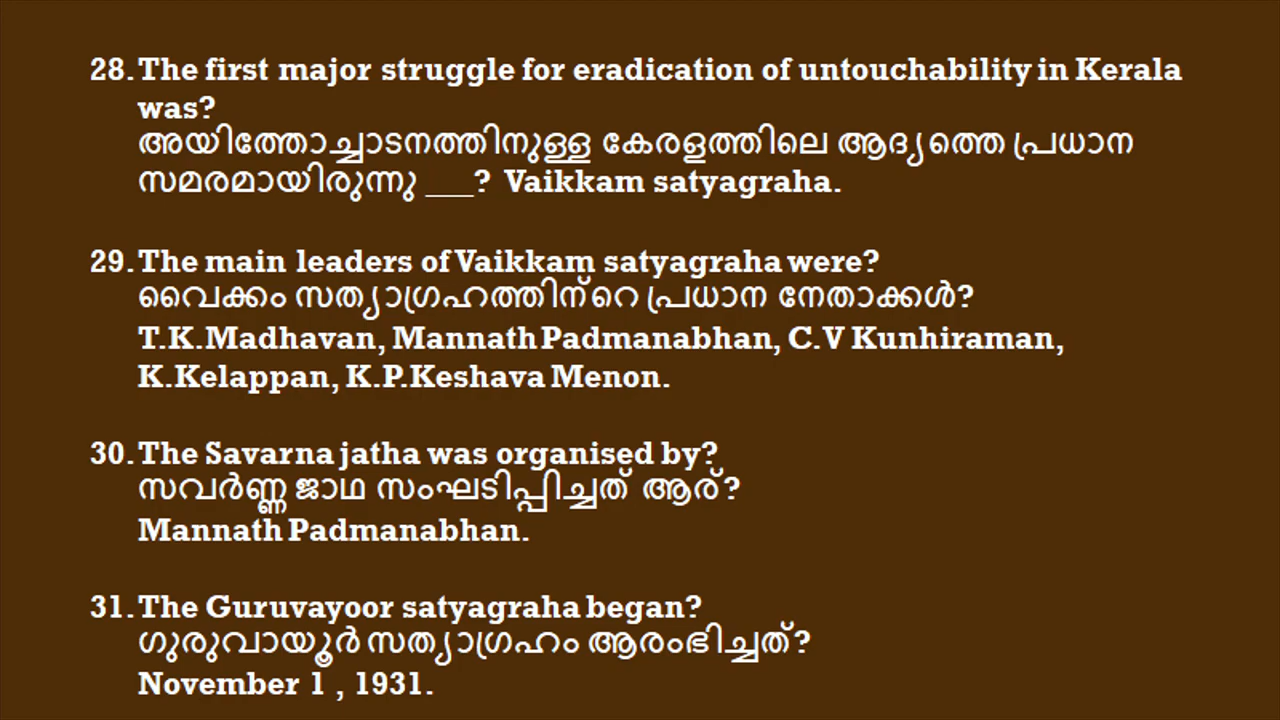 28. The first major struggle for eradication of untouchability in Kerala
was?
അയിത്തോച്ചാടനത്തിനുള്ള കേരളത്തിലെ ആദ്യത്തെ പ്രധാന
സമരമായിരുന്നു ___? Vaikkam satyagraha.
29. The main leaders of Vaikkam satyagraha were?
വൈക്കം സത്യാഗ്രഹത്തിന്റെ പ്രധാന നേതാക്കൾ?
T.K.Madhavan, Mannath Padmanabhan, C.V Kunhiraman,
K.Kelappan, K.P.Keshava Menon.
30. The Savarna jatha was organised by?
സവർണ്ണ ജാഥ സംഘടിപ്പിച്ചത് ആര്?
Mannath Padmanabhan.
31. The Guruvayoor satyagraha began?
ഗുരുവായൂർ സത്യാഗ്രഹം ആരംഭിച്ചത്?
November 1 , 1931.